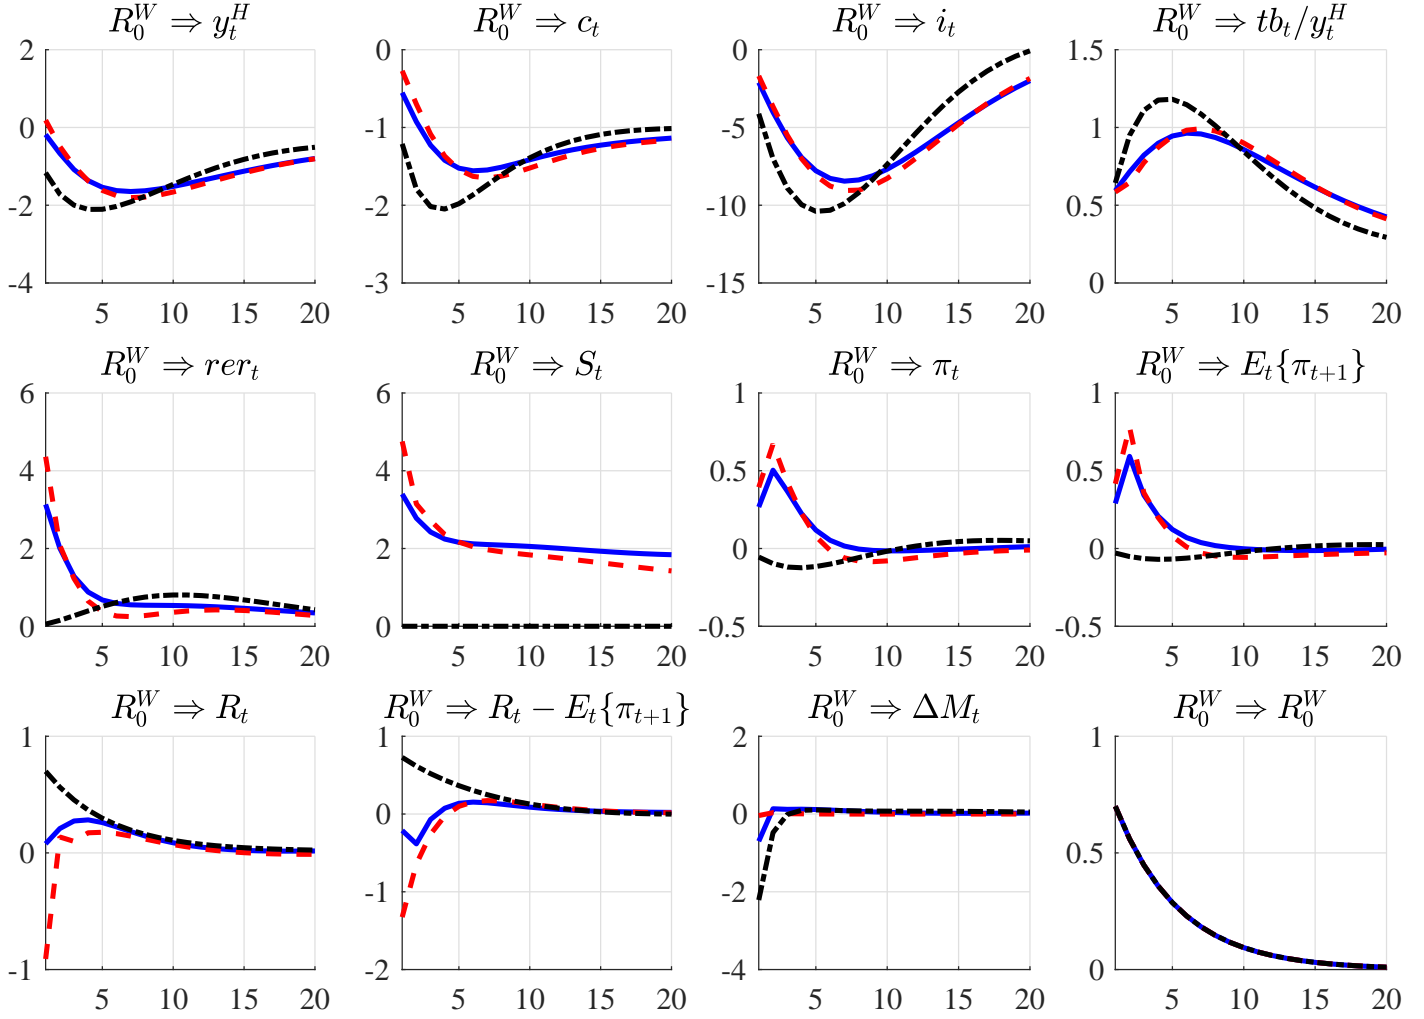 R_0^W ⇒ y_t^H R_0^W ⇒ c_t R_0^W ⇒ i_t R_0^W ⇒ tb_t/y_t^H
2 0 0 1.5
0 -1 -5 1
-2 -2 -10 0.5
-4 -3 -15 0
5 10 15 20 5 10 15 20 5 10 15 20 5 10 15 20
R_0^W ⇒ rer_t R_0^W ⇒ S_t R_0^W ⇒ π_t R_0^W ⇒ E_t{π_{t+1}}
6 6 1 1
4 4 0.5 0.5
2 2 0 0
0 0 -0.5 -0.5
5 10 15 20 5 10 15 20 5 10 15 20 5 10 15 20
R_0^W ⇒ R_t R_0^W ⇒ R_t − E_t{π_{t+1}} R_0^W ⇒ ΔM_t R_0^W ⇒ R_0^W
1 1 2 1
0 0 0 0.5
-1 -1 -2 0
-2 -4
5 10 15 20 5 10 15 20 5 10 15 20 5 10 15 20